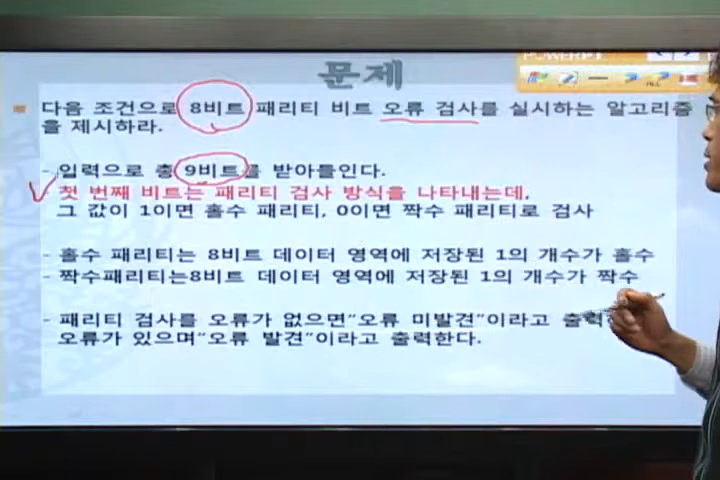 문제
다음 조건으로 8비트 패리티 비트 오류 검사를 실시하는 알고리즘
을 제시하라.
- 입력으로 총 9비트를 받아들인다.
첫 번째 비트는 패리티 검사 방식을 나타내는데,
그 값이 1이면 홀수 패리티, 0이면 짝수 패리티로 검사
- 홀수 패리티는 8비트 데이터 영역에 저장된 1의 개수가 홀수
- 짝수패리티는8비트 데이터 영역에 저장된 1의 개수가 짝수
- 패리티 검사를 오류가 없으면"오류 미발견"이라고 출력
오류가 있으며"오류 발견"이라고 출력한다.